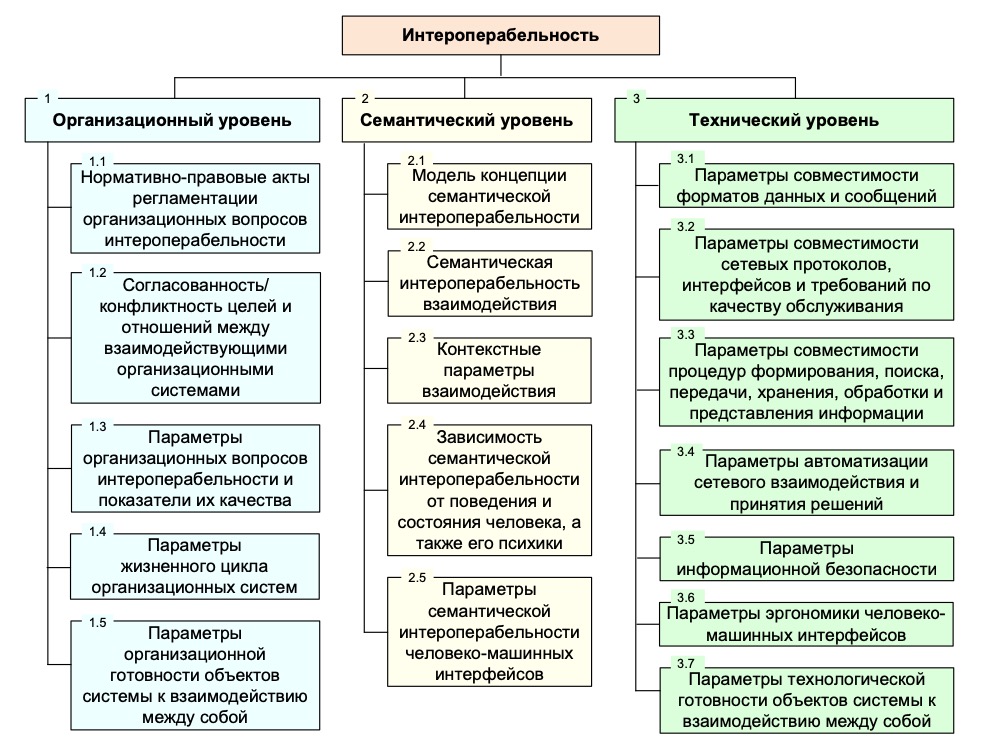 Интероперабельность
1
Организационный уровень
1.1
Нормативно-правовые акты
регламентации
организационных вопросов
интероперабельности
1.2
Согласованность/
конфликтность целей и
отношений между
взаимодействующими
организационными
системами
1.3
Параметры
организационных вопросов
интероперабельности и
показатели их качества
1.4
Параметры
жизненного цикла
организационных систем
1.5
Параметры
организационной
готовности объектов
системы к взаимодействию
между собой
2
Семантический уровень
2.1
Модель концепции
семантической
интероперабельности
2.2
Семантическая
интероперабельность
взаимодействия
2.3
Контекстные
параметры
взаимодействия
2.4
Зависимость
семантической
интероперабельности
от поведения и
состояния человека, а
также его психики
2.5
Параметры
семантической
интероперабельности
человеко-машинных
интерфейсов
3
Технический уровень
3.1
Параметры совместимости
форматов данных и сообщений
3.2
Параметры совместимости
сетевых протоколов,
интерфейсов и требований по
качеству обслуживания
3.3
Параметры совместимости
процедур формирования, поиска,
передачи, хранения, обработки и
представления информации
3.4
Параметры автоматизации
сетевого взаимодействия и
принятия решений
3.5
Параметры
информационной безопасности
3.6
Параметры эргономики человеко-
машинных интерфейсов
3.7
Параметры технологической
готовности объектов системы к
взаимодействию между собой